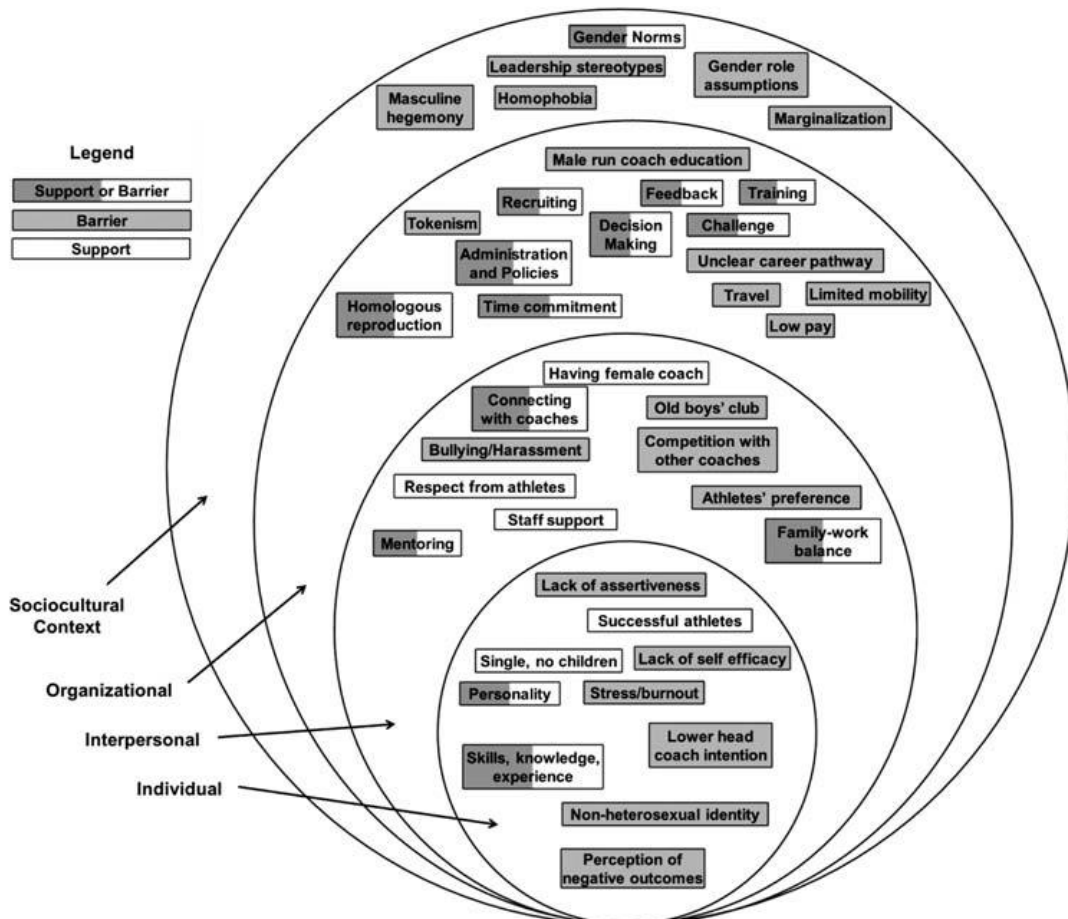 Gender Norms
Leadership stereotypes
Gender role
assumptions
Masculine
hegemony
Homophobia
Marginalization
Legend
Support or Barrier
Barrier
Support
Male run coach education
Recruiting
Feedback
Training
Tokenism
Decision
Making
Challenge
Administration
and Policies
Unclear career pathway
Homologous
reproduction
Time commitment
Travel
Limited mobility
Low pay
Having female coach
Connecting
with coaches
Old boys' club
Bullying/Harassment
Competition with
other coaches
Respect from athletes
Athletes' preference
Staff support
Mentoring
Family-work
balance
Lack of assertiveness
Successful athletes
Single, no children
Lack of self efficacy
Personality
Stress/burnout
Lower head
coach intention
Skills, knowledge,
experience
Non-heterosexual identity
Perception of
negative outcomes
Sociocultural
Context
Organizational
Interpersonal
Individual